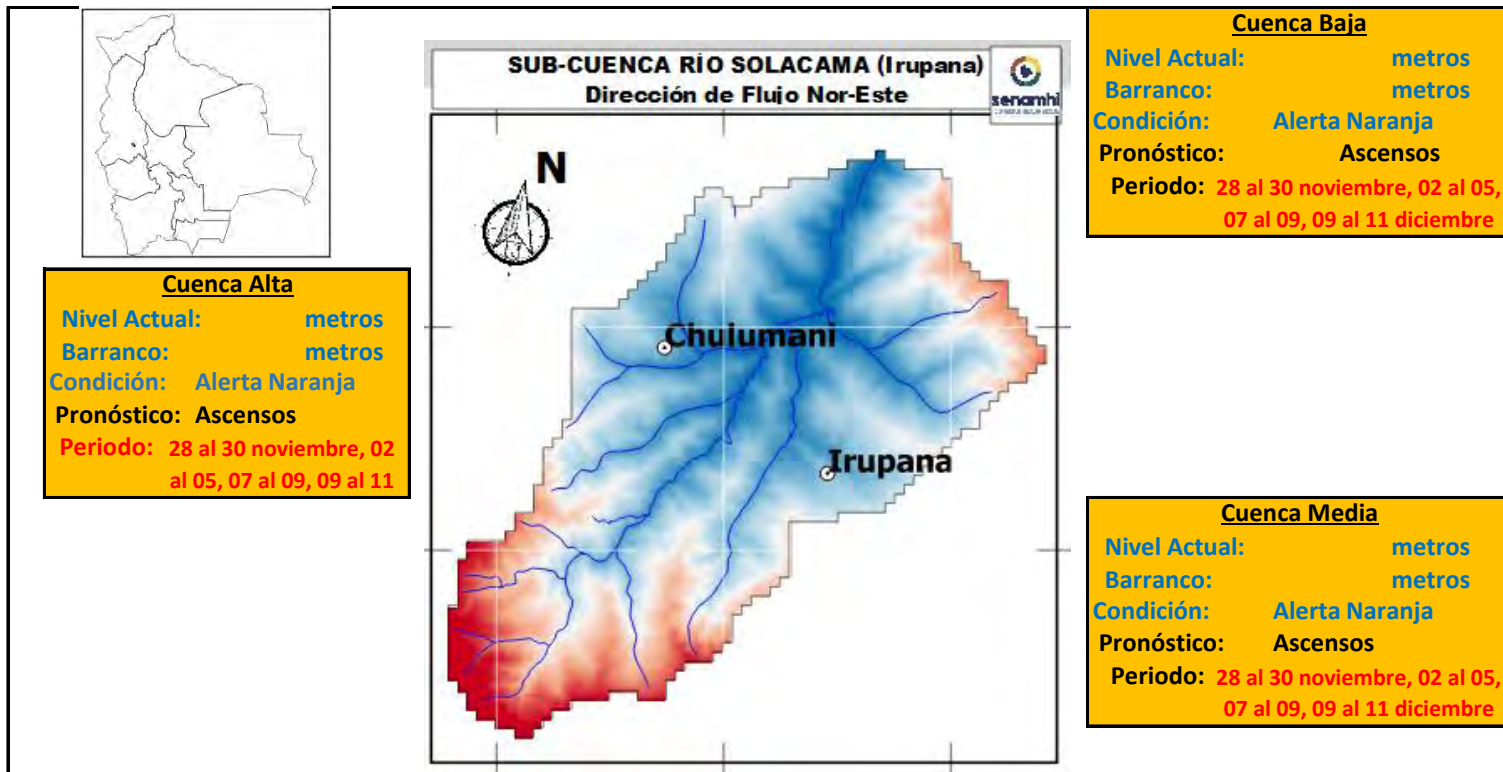 SUB-CUENCA RÍO SOLACAMA (Irupana)
Dirección de Flujo Nor-Este
senamhi
N
Chulumani
Irupana
Cuenca Alta
Nivel Actual: metros
Barranco: metros
Condición: Alerta Naranja
Pronóstico: Ascensos
Periodo: 28 al 30 noviembre, 02
al 05, 07 al 09, 09 al 11
Cuenca Baja
Nivel Actual: metros
Barranco: metros
Condición: Alerta Naranja
Pronóstico: Ascensos
Periodo: 28 al 30 noviembre, 02 al 05,
07 al 09, 09 al 11 diciembre
Cuenca Media
Nivel Actual: metros
Barranco: metros
Condición: Alerta Naranja
Pronóstico: Ascensos
Periodo: 28 al 30 noviembre, 02 al 05,
07 al 09, 09 al 11 diciembre